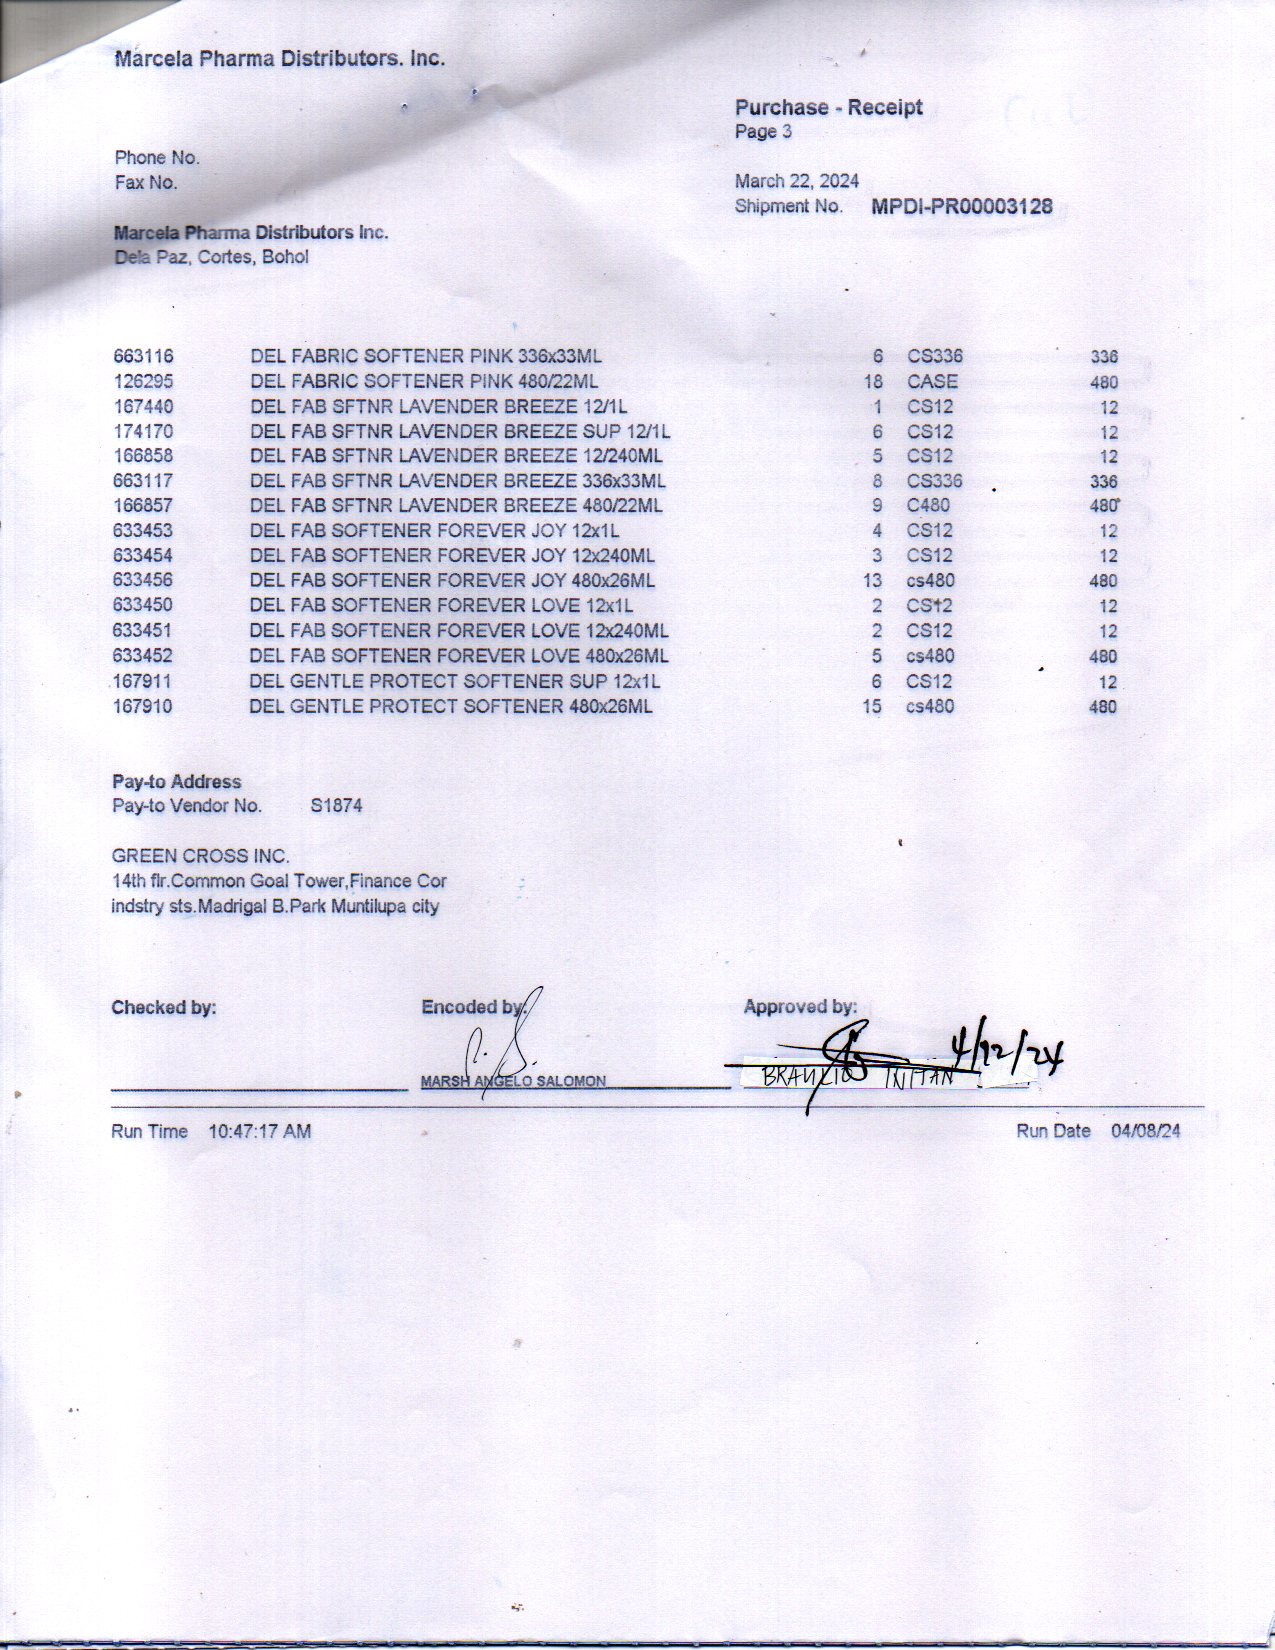 Marcela Pharma Distributors. Inc.
Purchase - Receipt
Page 3
Phone No.
Fax No.
March 22, 2024
Shipment No. MPDI-PR00003128
Marcela Pharma Distributors Inc.
Dela Paz, Cortes, Bohol
663116 DEL FABRIC SOFTENER PINK 336x33ML 6 CS336 336
126295 DEL FABRIC SOFTENER PINK 480/22ML 18 CASE 480
167440 DEL FAB SFTNR LAVENDER BREEZE 12/1L 1 CS12 12
174170 DEL FAB SFTNR LAVENDER BREEZE SUP 12/1L 6 CS12 12
166858 DEL FAB SFTNR LAVENDER BREEZE 12/240ML 5 CS12 12
663117 DEL FAB SFTNR LAVENDER BREEZE 336x33ML 8 CS336 336
166857 DEL FAB SFTNR LAVENDER BREEZE 480/22ML 9 C480 480
633453 DEL FAB SOFTENER FOREVER JOY 12x1L 4 CS12 12
633454 DEL FAB SOFTENER FOREVER JOY 12x240ML 3 CS12 12
633456 DEL FAB SOFTENER FOREVER JOY 480x26ML 13 cs480 480
633450 DEL FAB SOFTENER FOREVER LOVE 12x1L 2 CS12 12
633451 DEL FAB SOFTENER FOREVER LOVE 12x240ML 2 CS12 12
633452 DEL FAB SOFTENER FOREVER LOVE 480x26ML 5 cs480 480
167911 DEL GENTLE PROTECT SOFTENER SUP 12x1L 6 CS12 12
167910 DEL GENTLE PROTECT SOFTENER 480x26ML 15 cs480 480
Pay-to Address
Pay-to Vendor No. S1874
GREEN CROSS INC.
14th flr.Common Goal Tower,Finance Cor
indstry sts.Madrigal B.Park Muntilupa city
Checked by: Encoded by: Approved by:
4/12/24
MARSH ANGELO SALOMON BRAULIO INITAN
Run Time 10:47:17 AM Run Date 04/08/24